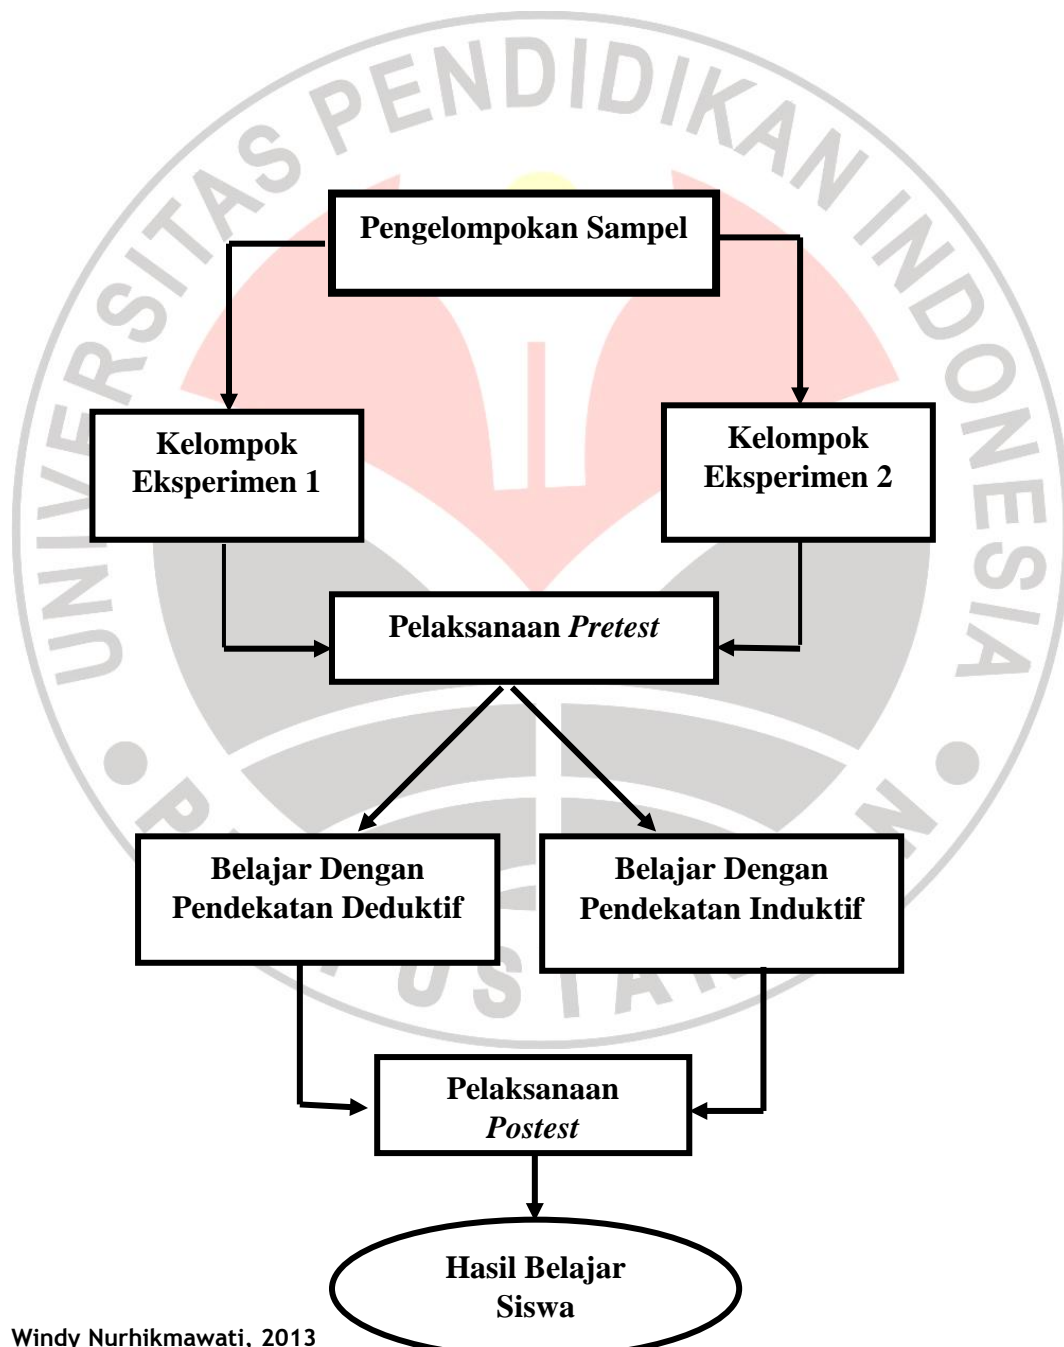 UNIVERSITAS PENDIDIKAN INDONESIA
Pengelompokan Sampel
Kelompok
Eksperimen 1
Kelompok
Eksperimen 2
Pelaksanaan Pretest
Belajar Dengan
Pendekatan Deduktif
Belajar Dengan
Pendekatan Induktif
Pelaksanaan
Postest
Hasil Belajar
Siswa
Windy Nurhikmawati, 2013